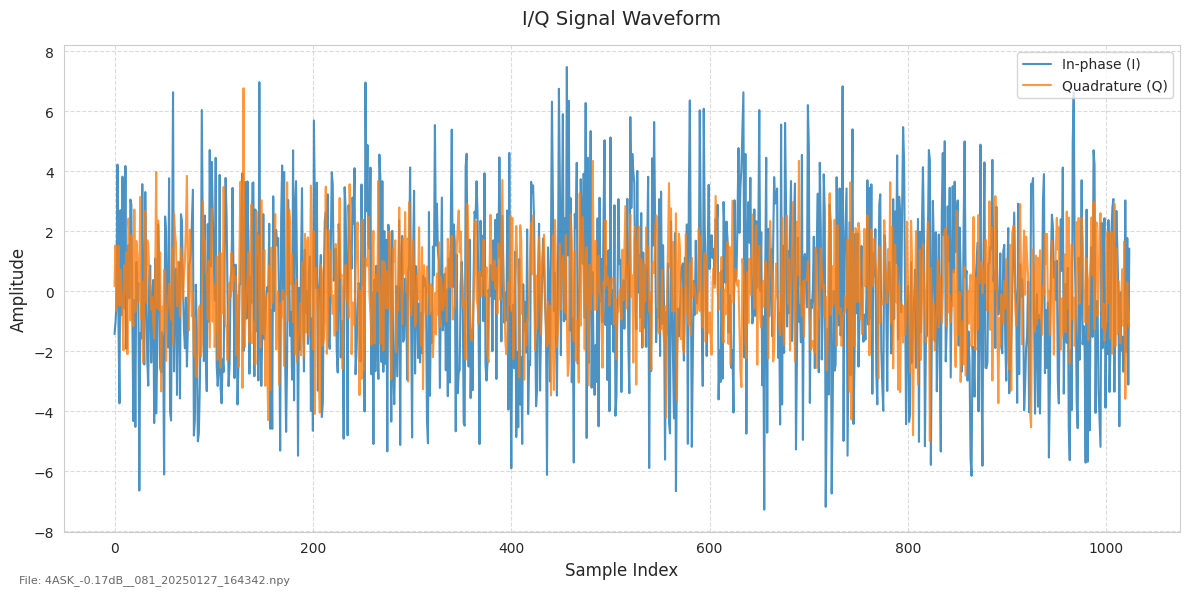 I/Q Signal Waveform
In-phase (I)
Quadrature (Q)
Amplitude
8
6
4
2
0
−2
−4
−6
−8
0
200
400
600
800
1000
Sample Index
File: 4ASK_-0.17dB__081_20250127_164342.npy